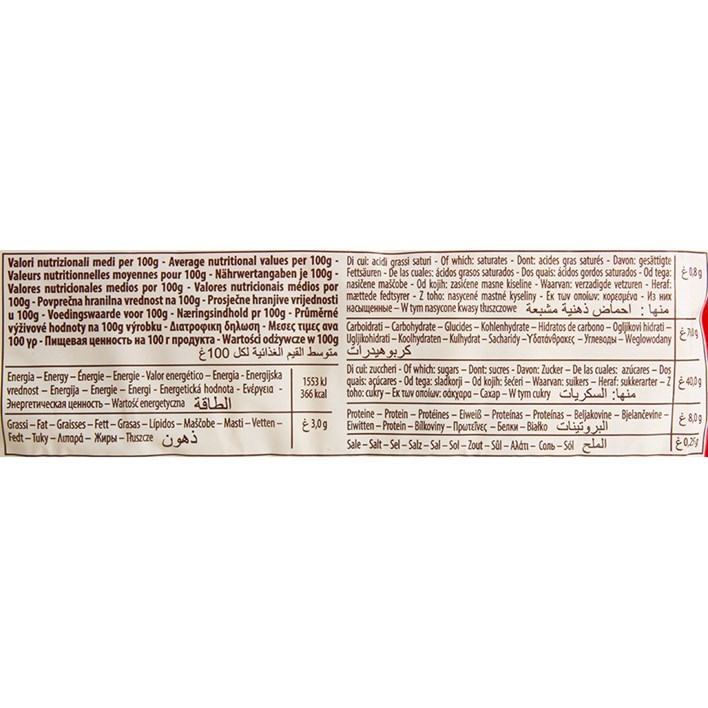 Valori nutrizionali medi per 100g - Average nutritional values per 100g -
Valeurs nutritionnelles moyennes pour 100g - Nährwertangaben je 100g -
Valores nutricionales medios por 100g - Valores nutricionais médios por
100g - Povprečna hranilna vrednost na 100g - Prosječne hranjive vrijednosti
u 100g - Voedingswaarde voor 100g - Næringsindhold pr 100g - Průměrné
výživové hodnoty na 100g výrobku - Διατροφικη δηλωση - Μεσες τιμες ανα
100 γρ - Пищевая ценность на 100 г продукта - Wartości odżywcze w 100g
متوسط القيم الغذائية لكل 100غ
Energia – Energy – Énergie – Energie - Valor energético – Energia - Energijska
vrednost – Energija – Energie - Energi - Energetická hodnota - Ενέργεια -
Энергетическая ценность – Wartość energetyczna الطاقة
1553 kJ
366 kcal
Grassi – Fat – Graisses – Fett – Grasas – Lípidos – Maščobe - Masti – Vetten –
Fedt – Tuky – Λιπαρά – Жиры – Tłuszcze دهون
غ 3,0 g
Di cui: acidi grassi saturi - Of which: saturates - Dont: acides gras saturés - Davon: gesättigte
Fettsäuren - De las cuales: ácidos grasos saturados - Dos quais: ácidos gordos saturados - Od tega:
nasičene maščobe - Od kojih: zasićene masne kiseline - Waarvan: verzadigde vetzuren - Heraf:
mættede fedtsyrer - Z toho: nasycené mastné kyseliny - Εκ των οποίων: κορεσμένα - Из них
насыщенные – W tym nasycone kwasy tłuszczowe منها : احماض ذهنية مشبعة
غ 0,8 g
Carboidrati – Carbohydrate – Glucides – Kohlenhydrate – Hidratos de carbono - Ogljikovi hidrati –
Ugljikohidrati – Koolhydraten – Kulhydrat – Sacharidy – Υδατάνθρακες – Углеводы – Węglowodany
كربوهيدرات
غ 71,0 g
Di cui: zuccheri – Of which: sugars – Dont: sucres – Davon: Zucker – De las cuales: azúcares – Dos
quais: açúcares - Od tega: sladkorji - Od kojih: šećeri – Waarvan: suikers – Heraf: sukkerarter – Z
toho: cukry – Εκ των οποίων: σάκχαρα – Сахар – W tym cukry منها: السكريات
غ 40,0 g
Proteine – Protein – Protéines – Eiweiß – Proteínas – Proteínas – Beljakovine – Bjelančevine –
Eiwitten – Protein – Bílkoviny – Πρωτεΐνες – Белки – Białko البروتينات
غ 8,0 g
Sale – Salt – Sel – Salz – Sal – Sol – Zout – Sůl – Αλάτι – Соль – Sól الملح
غ 0,25g